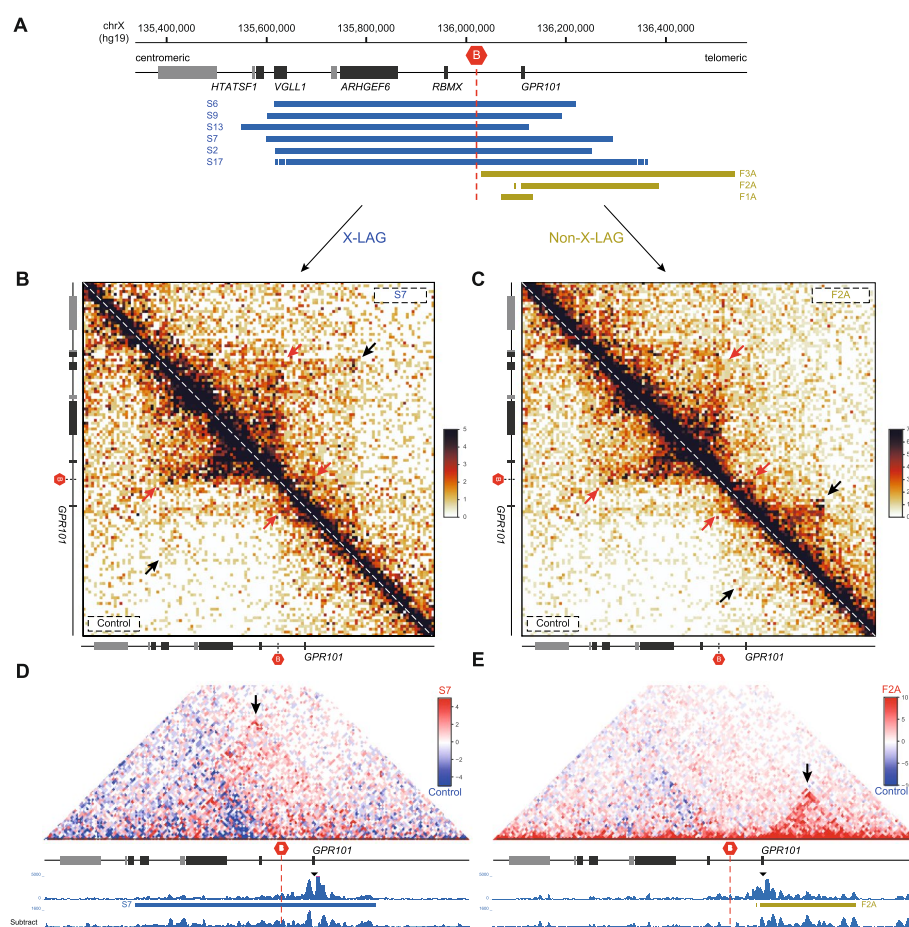 A
chrX (hg19) 135,400,000 135,600,000 135,800,000 136,000,000 136,200,000 136,400,000
B
centromeric telomeric
HTATSF1 VGLL1 ARHGEF6 RBMX GPR101
S6
S9
S13
S7
S2
S17
F3A
F2A
F1A
X-LAG Non-X-LAG
B C
S7 F2A
5
4
3
2
1
0
B GPR101 Control
B GPR101
B GPR101 Control
B GPR101
D E
S7
4
2
0
-2
-4
Control
F2A
10
5
0
Control
GPR101 GPR101
S7 F2A
Subtract